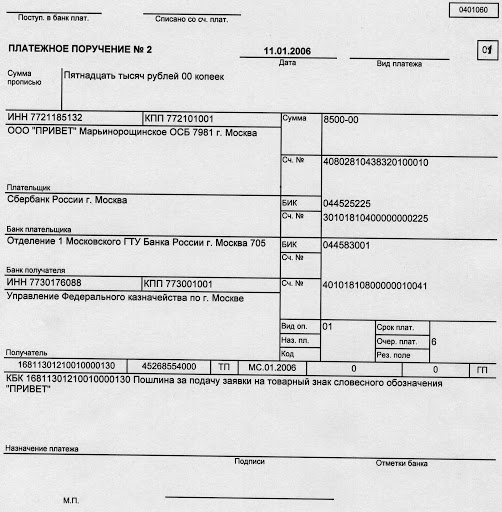 0401060
Поступ. в банк плат.
Списано со сч. плат.
ПЛАТЕЖНОЕ ПОРУЧЕНИЕ № 2
11.01.2006
Дата
Вид платежа
01
Сумма прописью
Пятнадцать тысяч рублей 00 копеек
ИНН 7721185132
КПП 772101001
Сумма
8500-00
ООО "ПРИВЕТ" Марьинорощинское ОСБ 7981 г. Москва
Сч. №
40802810438320100010
Плательщик
Сбербанк России г. Москва
БИК
044525225
Сч. №
30101810400000000225
Банк плательщика
Отделение 1 Московского ГТУ Банка России г. Москва 705
БИК
044583001
Банк получателя
Сч. №
40101810800000010041
ИНН 7730176088
КПП 773001001
Управление Федерального казначейства по г. Москве
Вид оп.
01
Срок плат.
Наз. пл.
Очер. плат.
6
Код
Рез. поле
Получатель
16811301210010000130
45268554000
ТП
МС.01.2006
0
0
ГП
КБК 16811301210010000130 Пошлина за подачу заявки на товарный знак словесного обозначения
"ПРИВЕТ"
Назначение платежа
Подписи
Отметки банка
М.П.